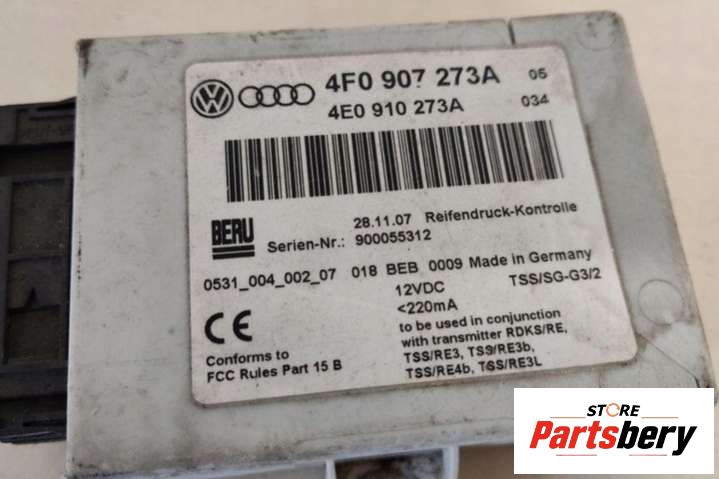 4F0 907 273A 05
4E0 910 273A 034
BERU
28.11.07 Reifendruck-Kontrolle
Serien-Nr.: 900055312
0531_004_002_07 018 BEB 0009 Made in Germany
12VDC TSS/SG-G3/2
<220mA
CE
to be used in conjunction
with transmitter RDKS/RE,
TSS/RE3, TSS/RE3b,
TSS/RE4b, TSS/RE3L
Conforms to
FCC Rules Part 15 B
STORE
Partsbery